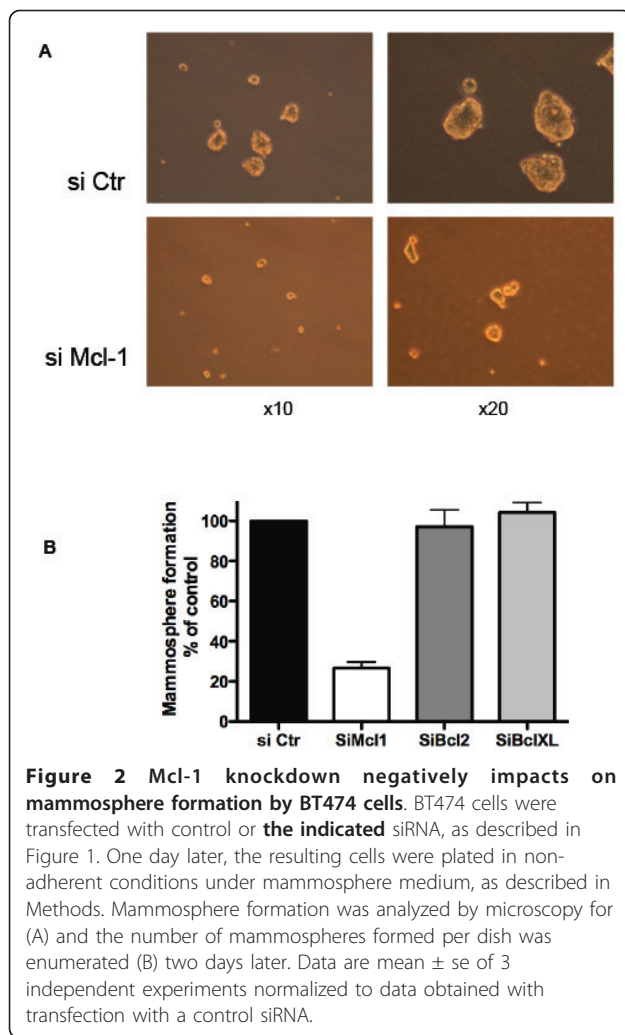 A
si Ctr
si Mcl-1
x10
x20
B
Mammosphere formation
% of control
100
80
60
40
20
0
si Ctr SiMcl1 SiBcl2 SiBclXL
Figure 2 Mcl-1 knockdown negatively impacts on
mammosphere formation by BT474 cells. BT474 cells were
transfected with control or the indicated siRNA, as described in
Figure 1. One day later, the resulting cells were plated in non-
adherent conditions under mammosphere medium, as described in
Methods. Mammosphere formation was analyzed by microscopy for
(A) and the number of mammospheres formed per dish was
enumerated (B) two days later. Data are mean ± se of 3
independent experiments normalized to data obtained with
transfection with a control siRNA.